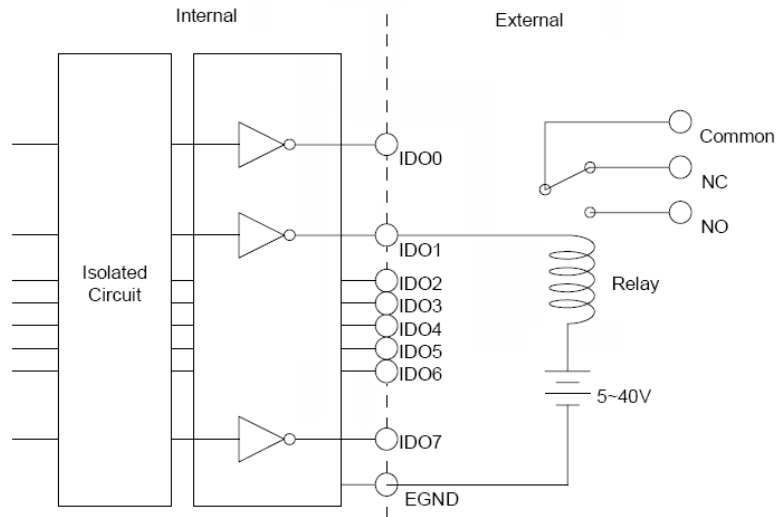 Internal
External
Common
IDO0
NC
NO
IDO1
Isolated
Circuit
IDO2
Relay
IDO3
IDO4
IDO5
IDO6
5~40V
IDO7
EGND